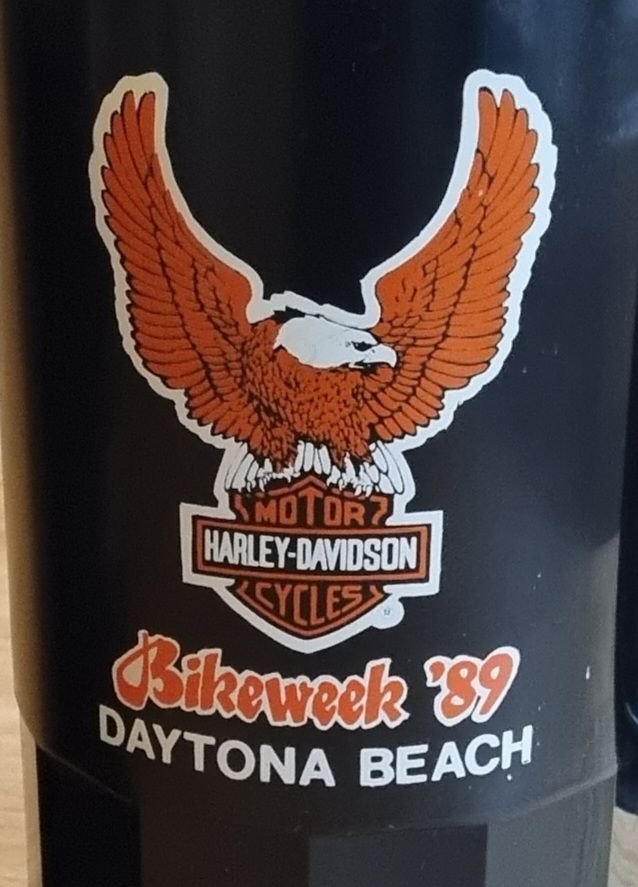 MOTOR
HARLEY-DAVIDSON
CYCLES
Bikeweek '89
DAYTONA BEACH